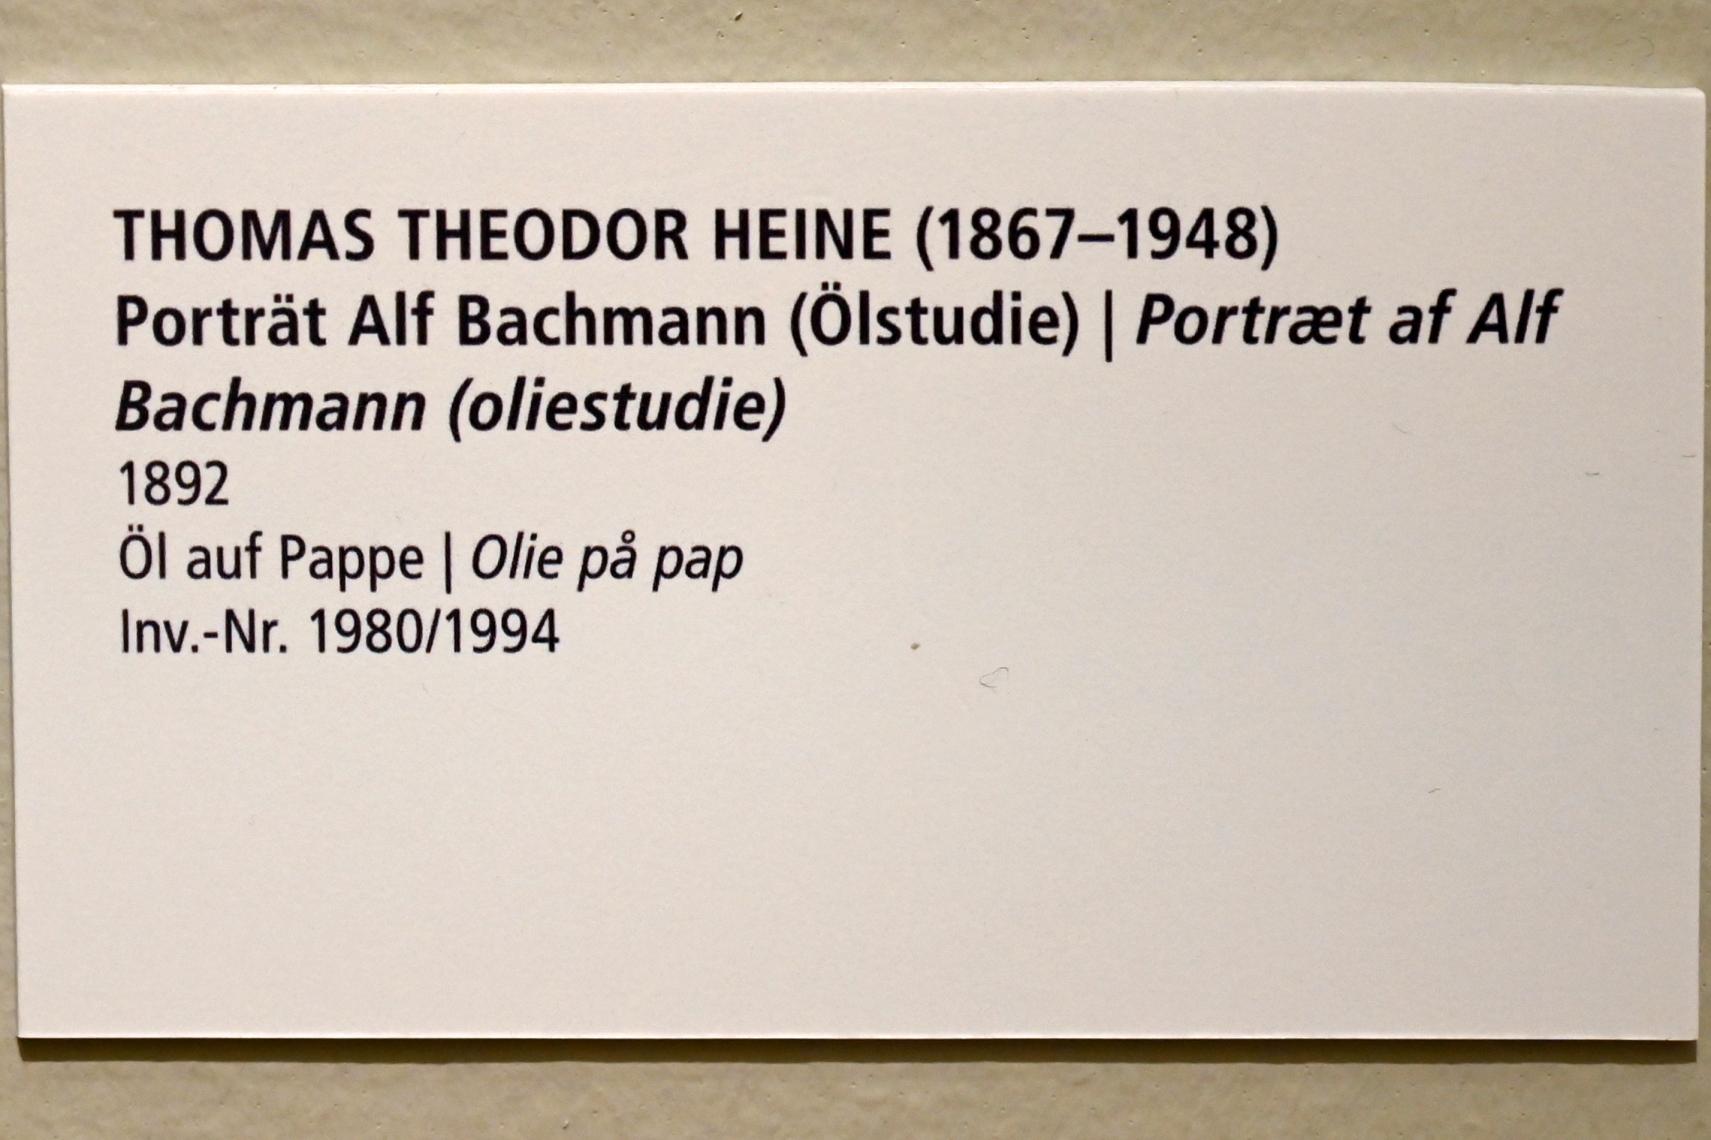 THOMAS THEODOR HEINE (1867–1948)
Porträt Alf Bachmann (Ölstudie) | Portræt af Alf
Bachmann (oliestudie)
1892
Öl auf Pappe | Olie på pap
Inv.-Nr. 1980/1994